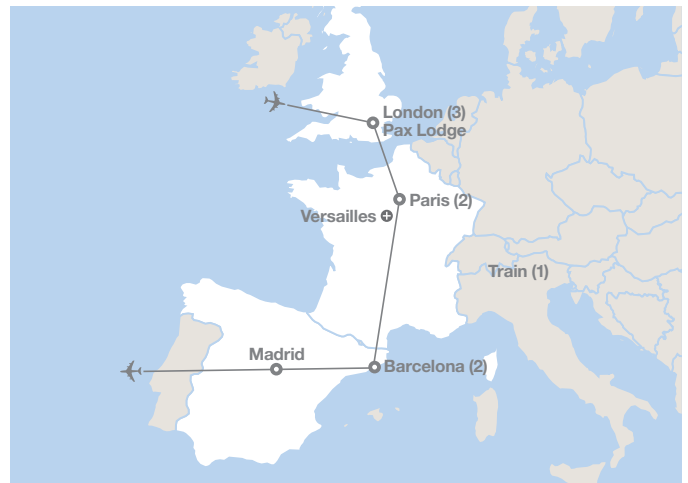 London (3)
Pax Lodge
Paris (2)
Versailles
Train (1)
Madrid
Barcelona (2)